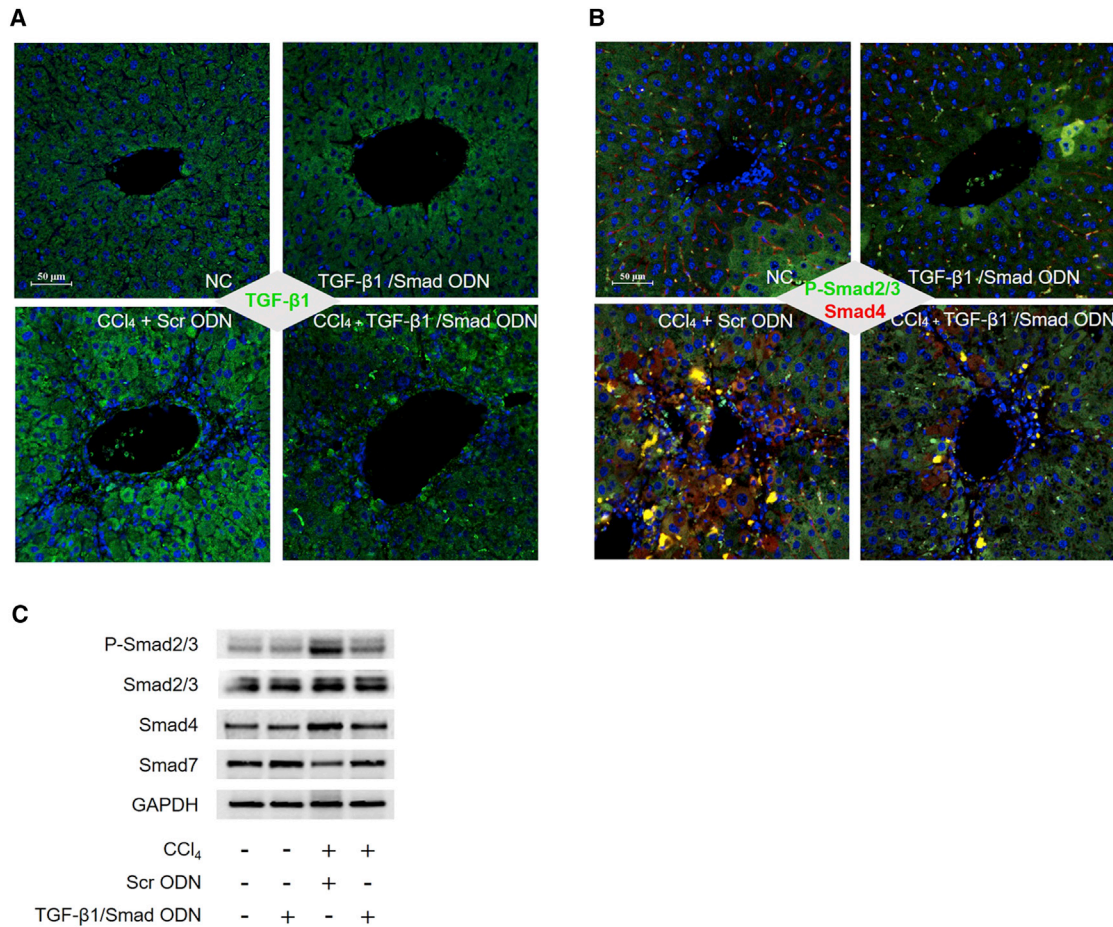 A
NC
TGF-β1 /Smad ODN
TGF-β1
CCl₄ + Scr ODN
CCl₄ + TGF-β1 /Smad ODN
50 μm
B
NC
TGF-β1 /Smad ODN
P-Smad2/3
Smad4
CCl₄ + Scr ODN
CCl₄ + TGF-β1 /Smad ODN
50 μm
C
P-Smad2/3
Smad2/3
Smad4
Smad7
GAPDH
CCl₄ - - + +
Scr ODN - - + -
TGF-β1/Smad ODN - + - +